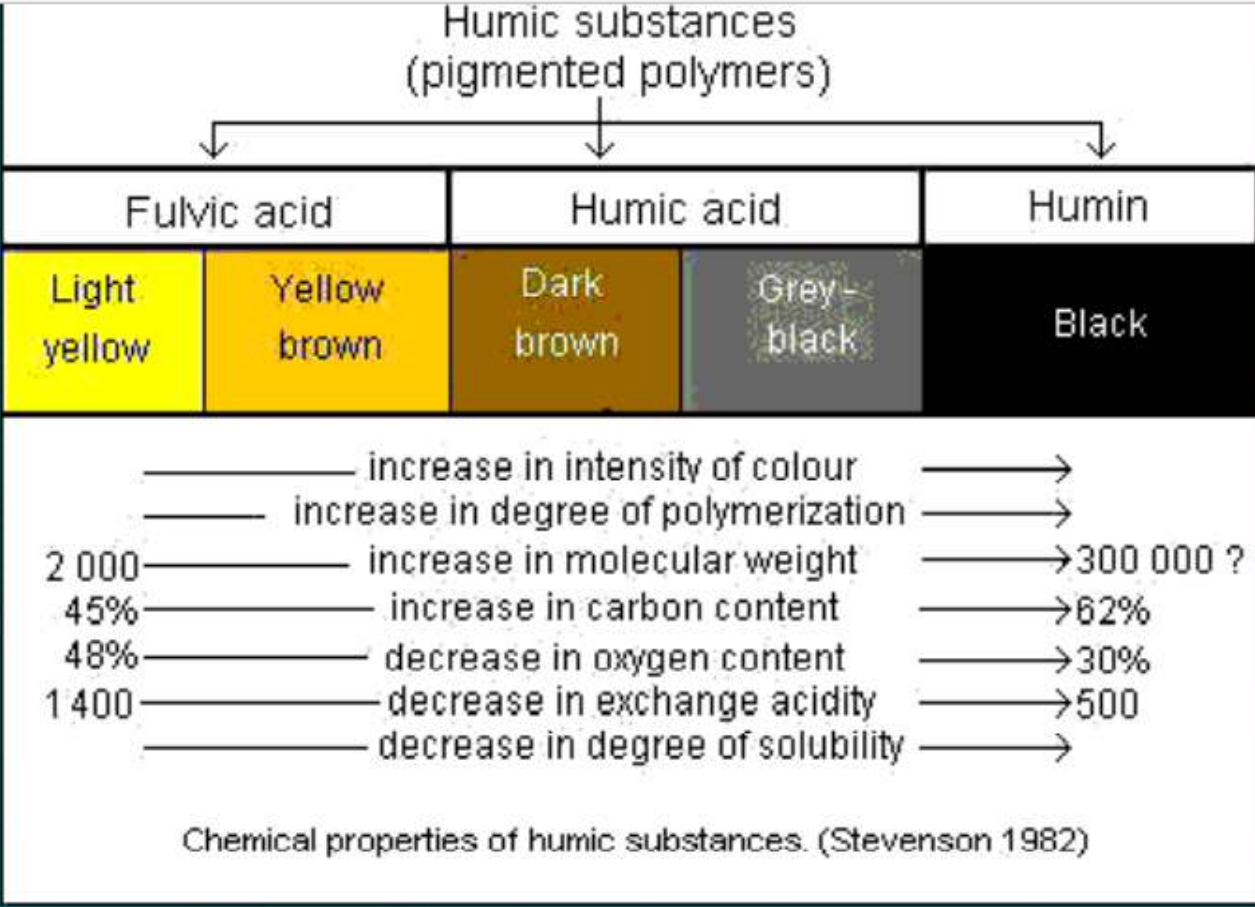 Humic substances
(pigmented polymers)
Fulvic acid
Humic acid
Humin
Light
yellow
Yellow
brown
Dark
brown
Grey-
black
Black
increase in intensity of colour
increase in degree of polymerization
2 000 increase in molecular weight 300 000 ?
45% increase in carbon content 62%
48% decrease in oxygen content 30%
1 400 decrease in exchange acidity 500
decrease in degree of solubility
Chemical properties of humic substances. (Stevenson 1982)